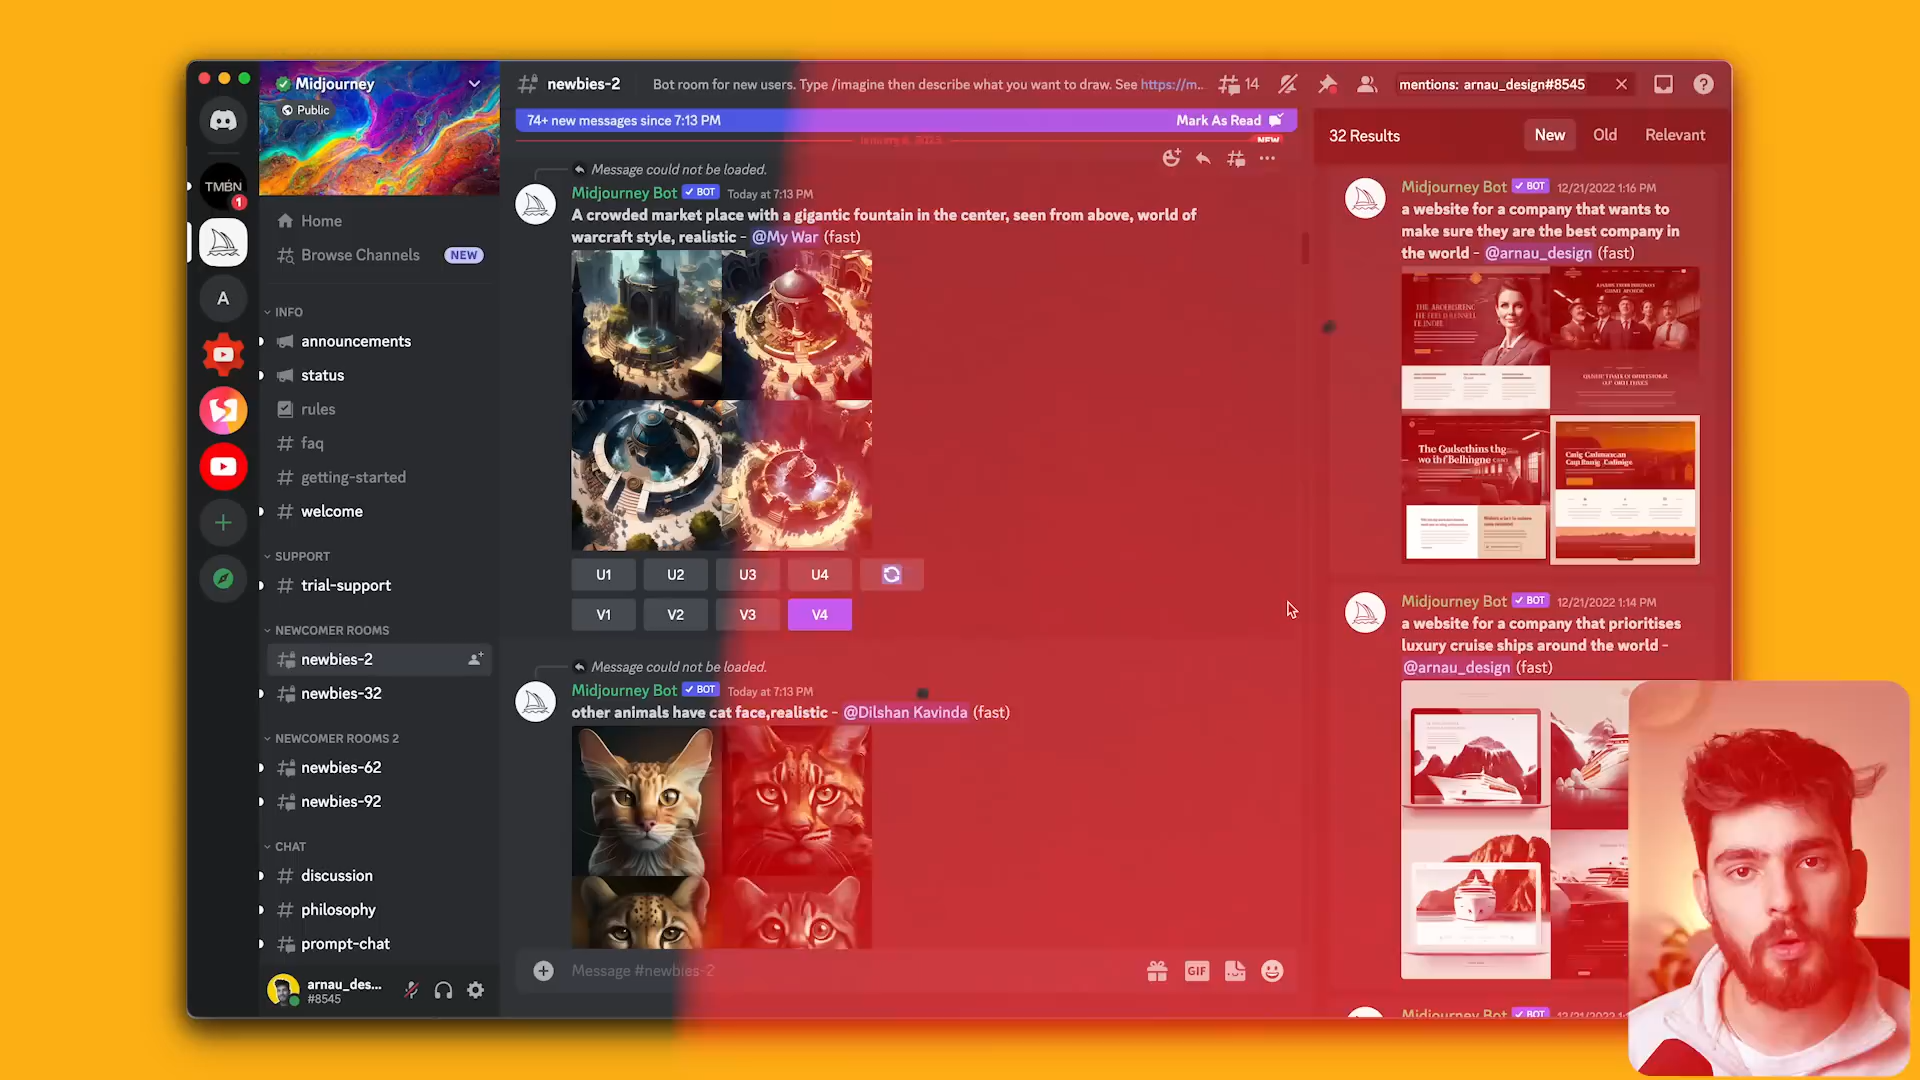 Midjourney
Public
TMBN
1
A
Home
Browse Channels
NEW
INFO
announcements
status
rules
faq
getting-started
welcome
SUPPORT
trial-support
NEWCOMER ROOMS
newbies-2
newbies-32
NEWCOMER ROOMS 2
newbies-62
newbies-92
CHAT
discussion
philosophy
prompt-chat
arnau_des...
#8545
newbies-2
Bot room for new users. Type /imagine then describe what you want to draw. See https://m...
14
mentions: arnau_design#8545
74+ new messages since 7:13 PM
Mark As Read
NEW
Message could not be loaded.
Midjourney Bot BOT Today at 7:13 PM
A crowded market place with a gigantic fountain in the center, seen from above, world of
warcraft style, realistic - @My War (fast)
U1 U2 U3 U4
V1 V2 V3 V4
Message could not be loaded.
Midjourney Bot BOT Today at 7:13 PM
other animals have cat face,realistic - @Dilshan Kavinda (fast)
Message #newbies-2
GIF
32 Results
New Old Relevant
Midjourney Bot BOT 12/21/2022 1:16 PM
a website for a company that wants to
make sure they are the best company in
the world - @arnau_design (fast)
Midjourney Bot BOT 12/21/2022 1:14 PM
a website for a company that prioritises
luxury cruise ships around the world -
@arnau_design (fast)
Midjourney Bot BOT